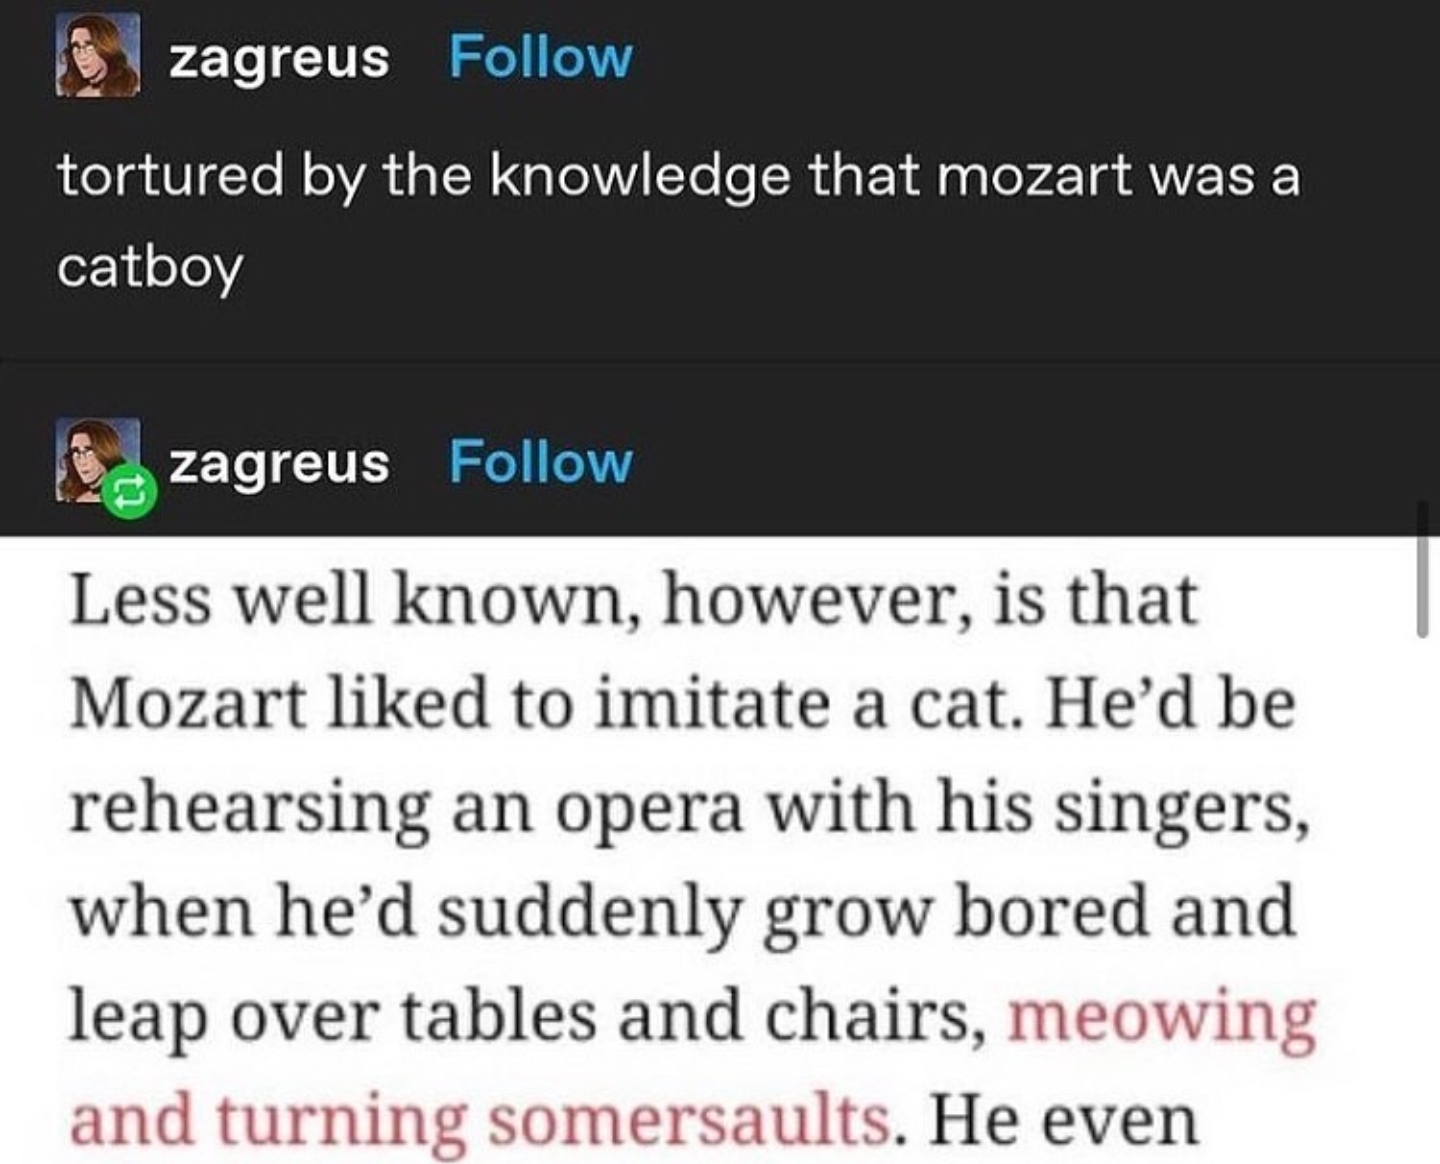 zagreus Follow
tortured by the knowledge that mozart was a
catboy
zagreus Follow
Less well known, however, is that
Mozart liked to imitate a cat. He’d be
rehearsing an opera with his singers,
when he’d suddenly grow bored and
leap over tables and chairs, meowing
and turning somersaults. He even